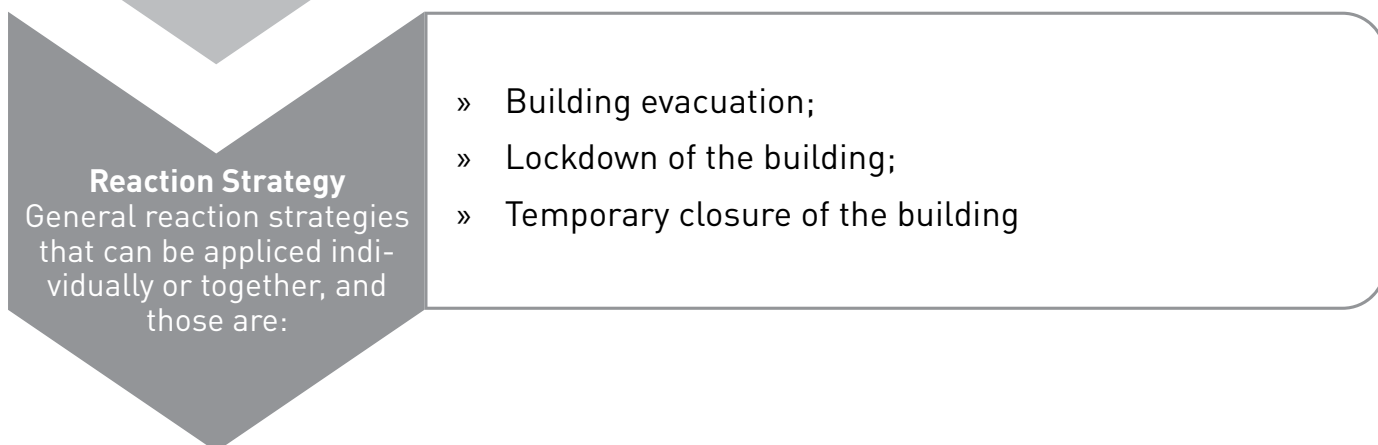 Reaction Strategy
General reaction strategies
that can be appliced indi-
vidually or together, and
those are:
» Building evacuation;
» Lockdown of the building;
» Temporary closure of the building